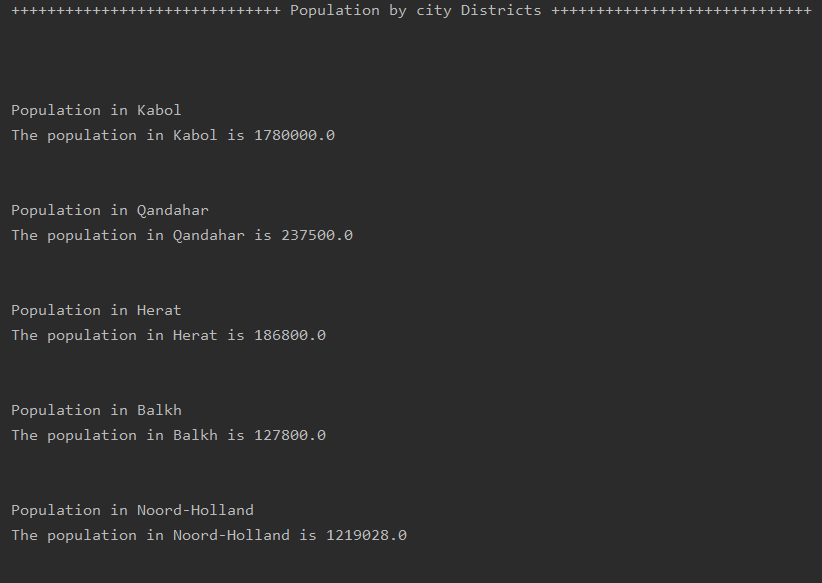 ++++++++++++++++++++++++++++++ Population by city Districts +++++++++++++++++++++++++++++
Population in Kabol
The population in Kabol is 1780000.0
Population in Qandahar
The population in Qandahar is 237500.0
Population in Herat
The population in Herat is 186800.0
Population in Balkh
The population in Balkh is 127800.0
Population in Noord-Holland
The population in Noord-Holland is 1219028.0